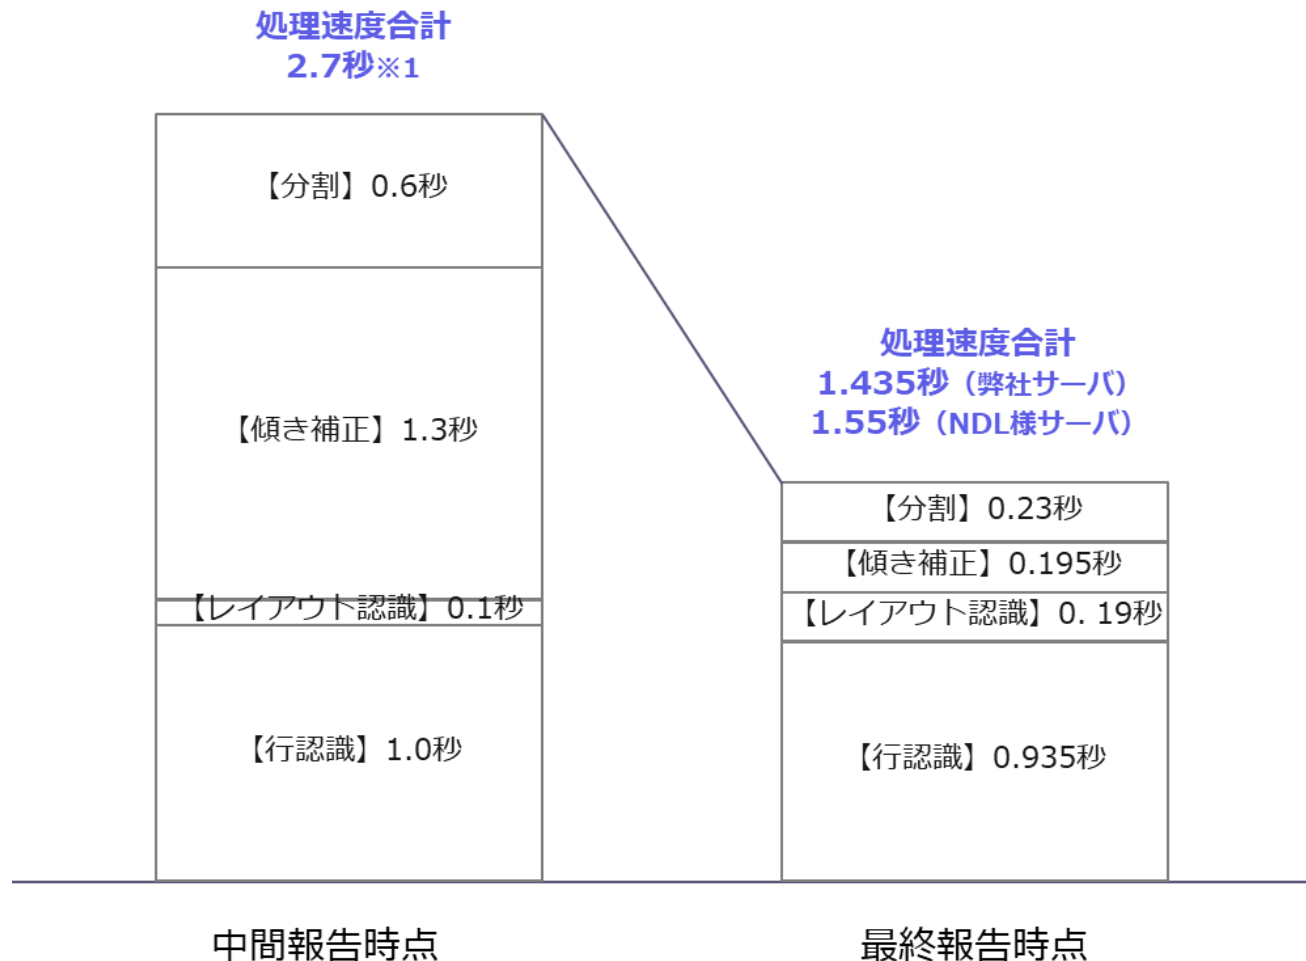 処理速度合計
2.7秒※1
【分割】0.6秒
【傾き補正】1.3秒
【レイアウト認識】0.1秒
【行認識】1.0秒
中間報告時点
処理速度合計
1.435秒（弊社サーバ）
1.55秒（NDL様サーバ）
【分割】0.23秒
【傾き補正】0.195秒
【レイアウト認識】0. 19秒
【行認識】0.935秒
最終報告時点